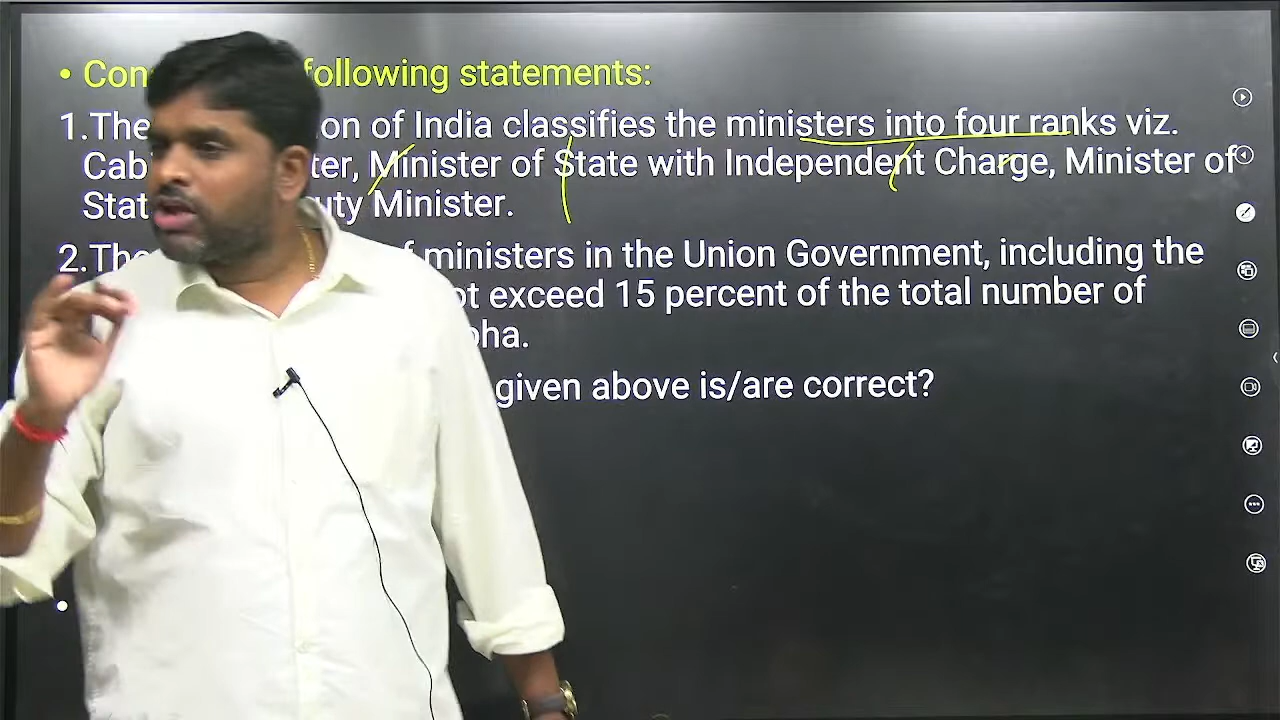 • Con following statements:
1.The on of India classifies the ministers into four ranks viz.
Cab ter, Minister of State with Independent Charge, Minister of
Stat uty Minister.
2.The f ministers in the Union Government, including the
ot exceed 15 percent of the total number of
bha.
given above is/are correct?
•